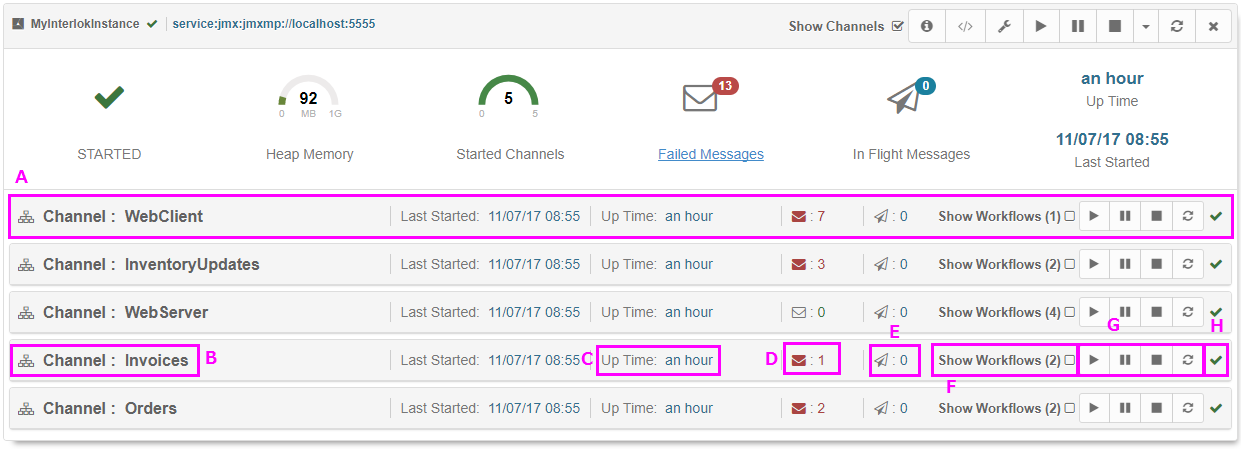 MyInterlokInstance service:jmx:jmxmp://localhost:5555 Show Channels
92
0 MB 1G
5
0 5
13
0
an hour
Up Time
11/07/17 08:55
Last Started
STARTED Heap Memory Started Channels Failed Messages In Flight Messages
A
Channel : WebClient Last Started: 11/07/17 08:55 Up Time: an hour : 7 : 0 Show Workflows (1)
Channel : InventoryUpdates Last Started: 11/07/17 08:55 Up Time: an hour : 3 : 0 Show Workflows (2)
Channel : WebServer Last Started: 11/07/17 08:55 Up Time: an hour : 0 : 0 Show Workflows (4)
E G H
Channel : Invoices B Last Started: 11/07/17 08:55 C Up Time: an hour D : 1 : 0 Show Workflows (2)
F
Channel : Orders Last Started: 11/07/17 08:55 Up Time: an hour : 2 : 0 Show Workflows (2)